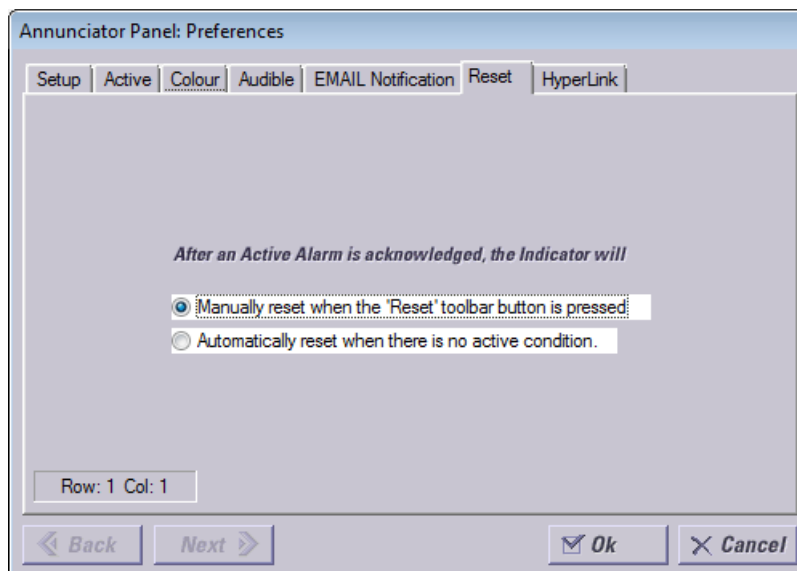 Annunciator Panel: Preferences
Setup Active Colour Audible EMAIL Notification Reset HyperLink
After an Active Alarm is acknowledged, the Indicator will
Manually reset when the 'Reset' toolbar button is pressed
Automatically reset when there is no active condition.
Row: 1 Col: 1
Back Next Ok Cancel